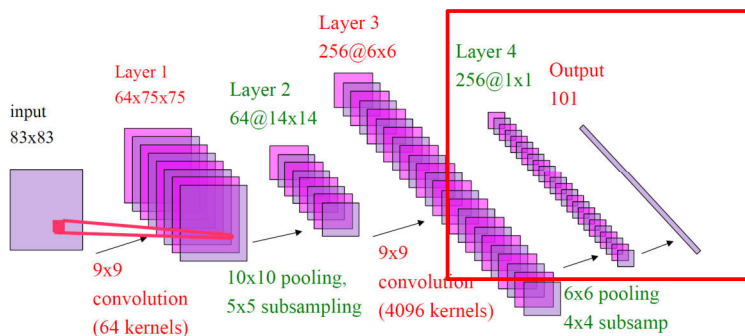 input
83x83
Layer 1
64x75x75
Layer 2
64@14x14
Layer 3
256@6x6
Layer 4
256@1x1
Output
101
9x9
convolution
(64 kernels)
10x10 pooling,
5x5 subsampling
9x9
convolution
(4096 kernels)
6x6 pooling
4x4 subsamp